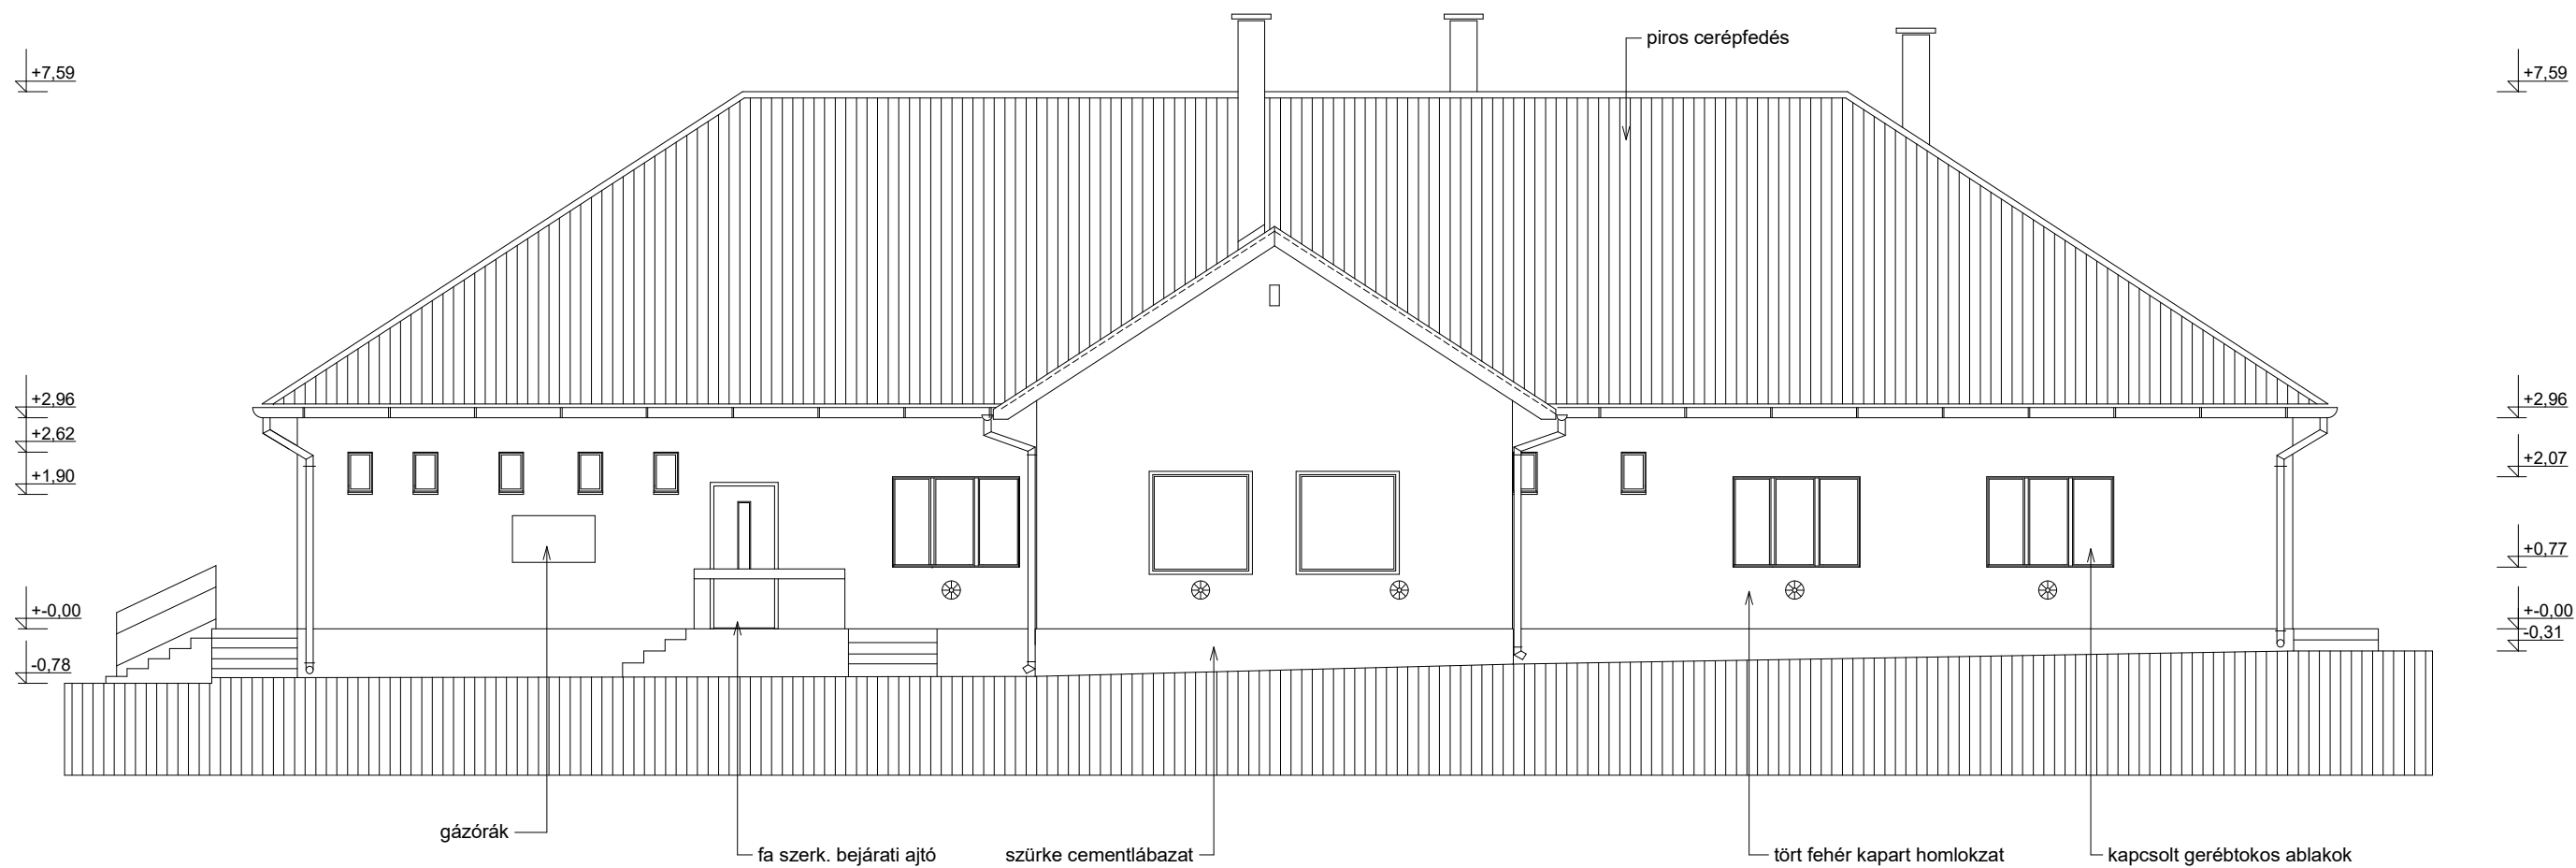 piros cerépfedés
+7,59
+7,59
+2,96
+2,96
+2,62
+2,07
+1,90
+0,77
+-0,00
+-0,00
-0,31
-0,78
gázórák
fa szerk. bejárati ajtó
szürke cementlábazat
tört fehér kapart homlokzat
kapcsolt gerébtokos ablakok